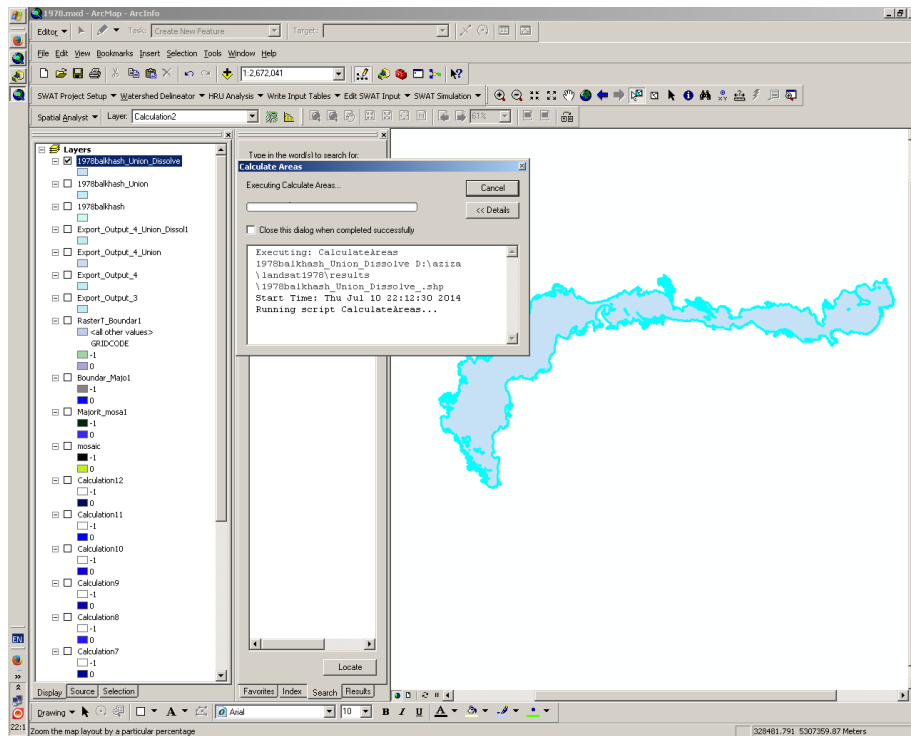 1978.mxd - ArcMap - ArcInfo
Editor Task: Create New Feature Target:
File Edit View Bookmarks Insert Selection Tools Window Help
1:2,672,041
SWAT Project Setup Watershed Delineator HRU Analysis Write Input Tables Edit SWAT Input SWAT Simulation
Spatial Analyst Layer: Calculation2 61%
Layers
1978balkhash_Union_Dissolve
1978balkhash_Union
1978balkhash
Export_Output_4_Union_Dissol1
Export_Output_4_Union
Export_Output_4
Export_Output_3
RasterT_Boundar1
<all other values>
GRIDCODE
-1
0
Boundar_Majo1
-1
0
Majorit_mosa1
-1
0
mosaic
-1
0
Calculation12
-1
0
Calculation11
-1
0
Calculation10
-1
0
Calculation9
-1
0
Calculation8
-1
0
Calculation7
-1
0
Display Source Selection
Type in the word(s) to search for:
Calculate Areas
Executing Calculate Areas...
Cancel
<< Details
Close this dialog when completed successfully
Executing: CalculateAreas
1978balkhash_Union_Dissolve D:\aziza
\landsat1978\results
\1978balkhash_Union_Dissolve_.shp
Start Time: Thu Jul 10 22:12:30 2014
Running script CalculateAreas...
Locate
Favorites Index Search Results
Drawing A Arial 10 B I U A
EN
22:1
Zoom the map layout by a particular percentage
328481.791 5307359.87 Meters